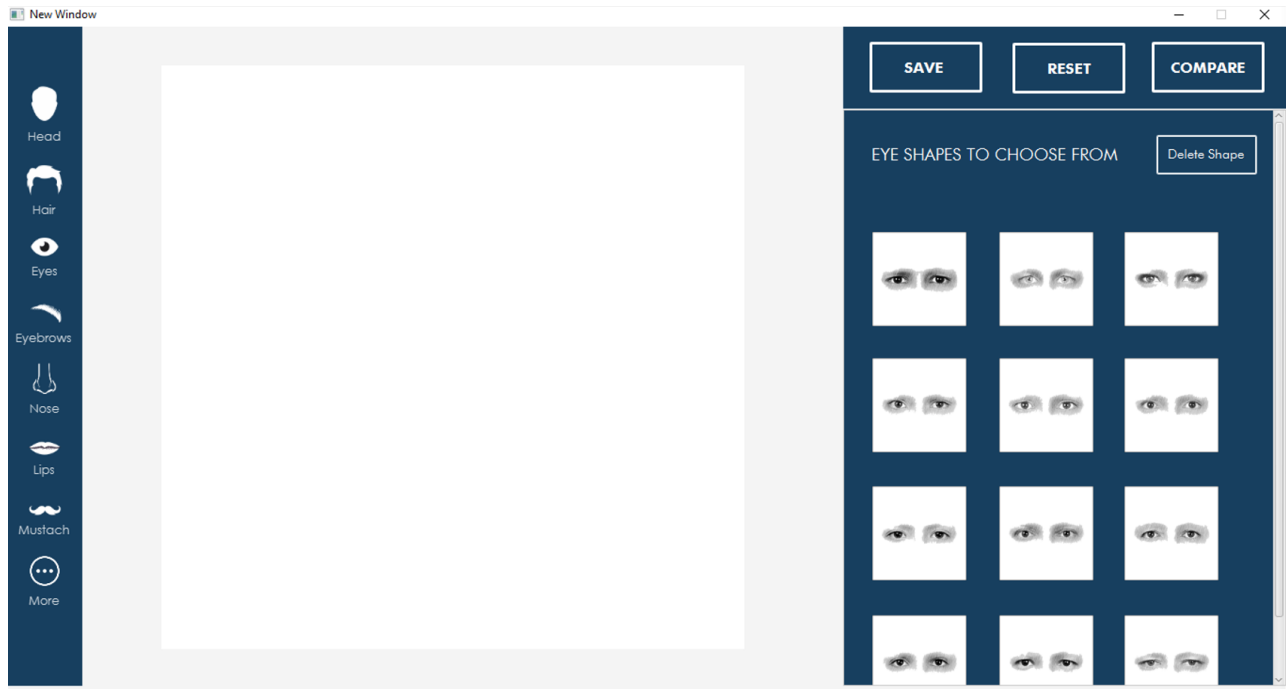 New Window
SAVE
RESET
COMPARE
Head
Hair
Eyes
Eyebrows
Nose
Lips
Mustach
More
EYE SHAPES TO CHOOSE FROM
Delete Shape